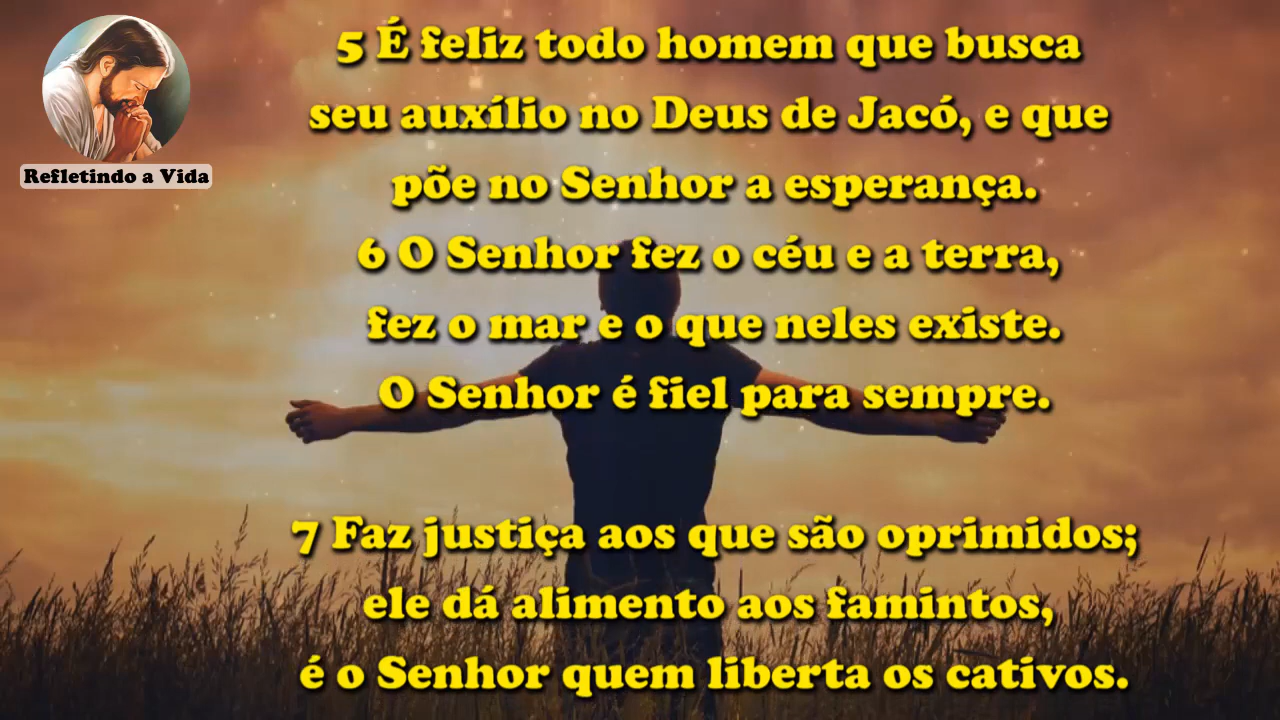 Refletindo a Vida
5 É feliz todo homem que busca
seu auxílio no Deus de Jacó, e que
põe no Senhor a esperança.
6 O Senhor fez o céu e a terra,
fez o mar e o que neles existe.
O Senhor é fiel para sempre.
7 Faz justiça aos que são oprimidos;
ele dá alimento aos famintos,
é o Senhor quem liberta os cativos.